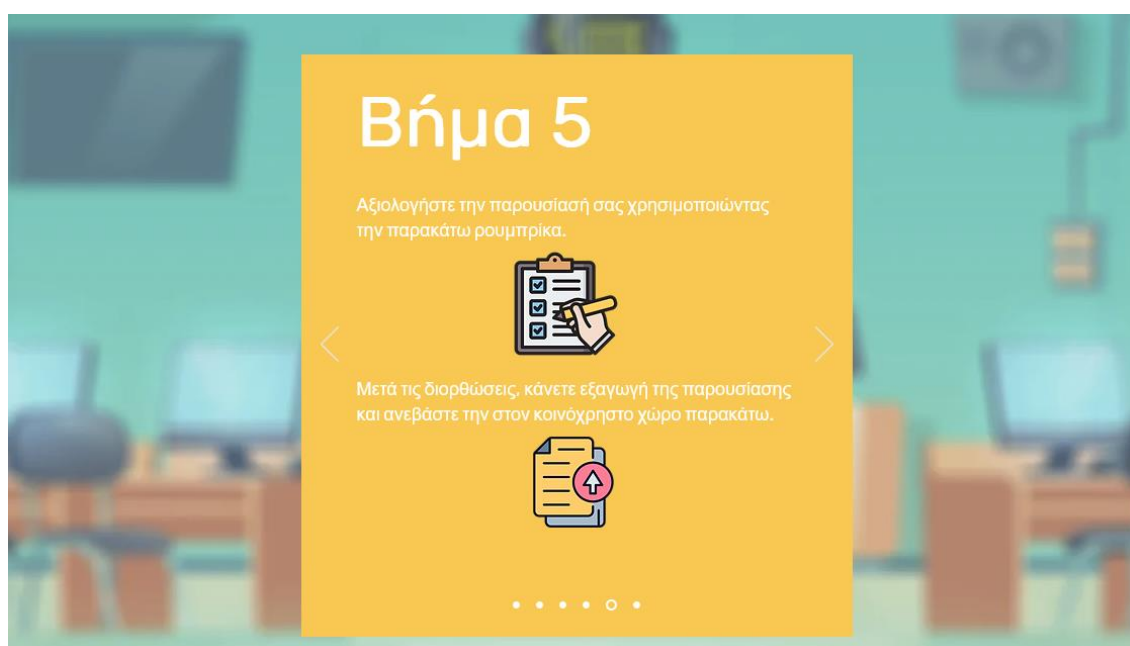 Βήμα 5
Αξιολογήστε την παρουσίασή σας χρησιμοποιώντας
την παρακάτω ρουμπρίκα.
Μετά τις διορθώσεις, κάνετε εξαγωγή της παρουσίασης
και ανεβάστε την στον κοινόχρηστο χώρο παρακάτω.